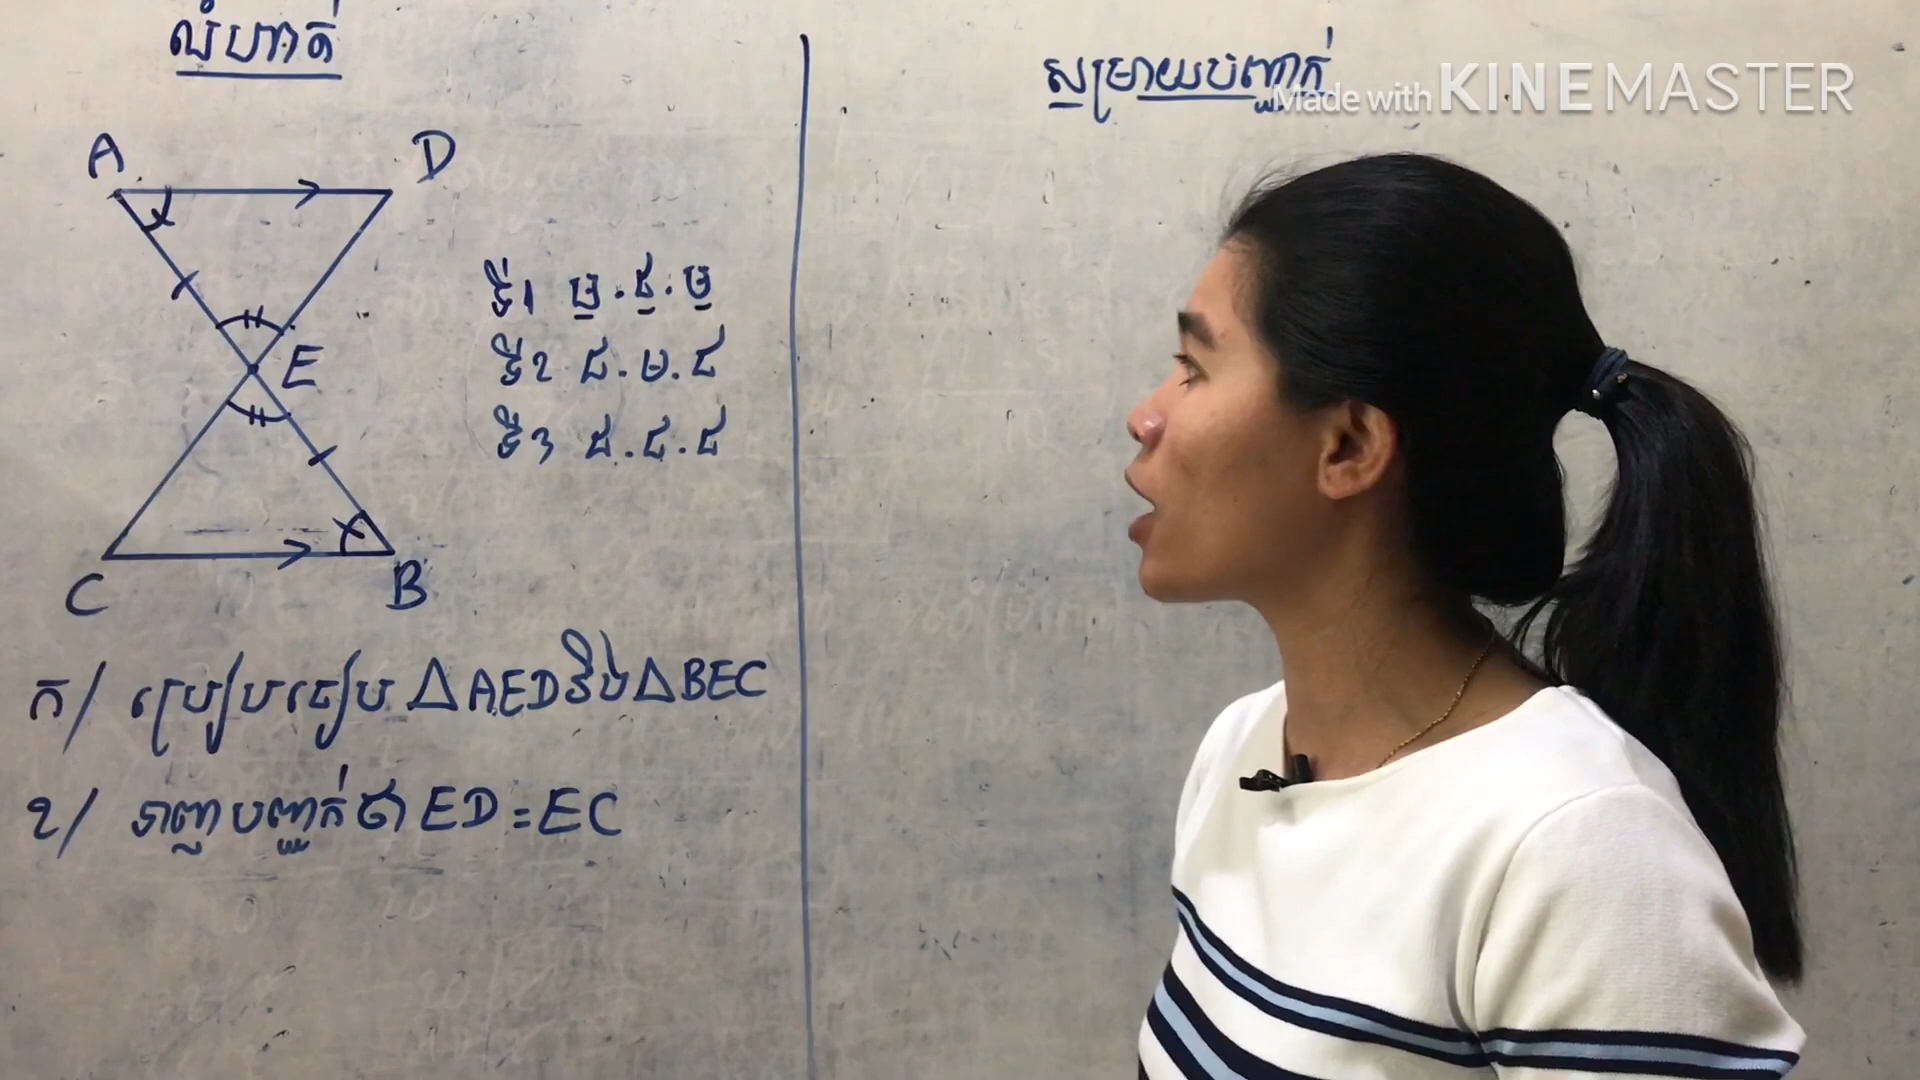 លំហាត់
សម្រាយបញ្ជាក់
Made with KINEMASTER
A D
ទី1 ម.ជ.ម
E
ទី2 ជ.ម.ជ
ទី3 ជ.ជ.ជ
C B
ក/ ប្រៀបធៀប Δ AED និង Δ BEC
ខ/ ទាញបញ្ជាក់ថា ED = EC